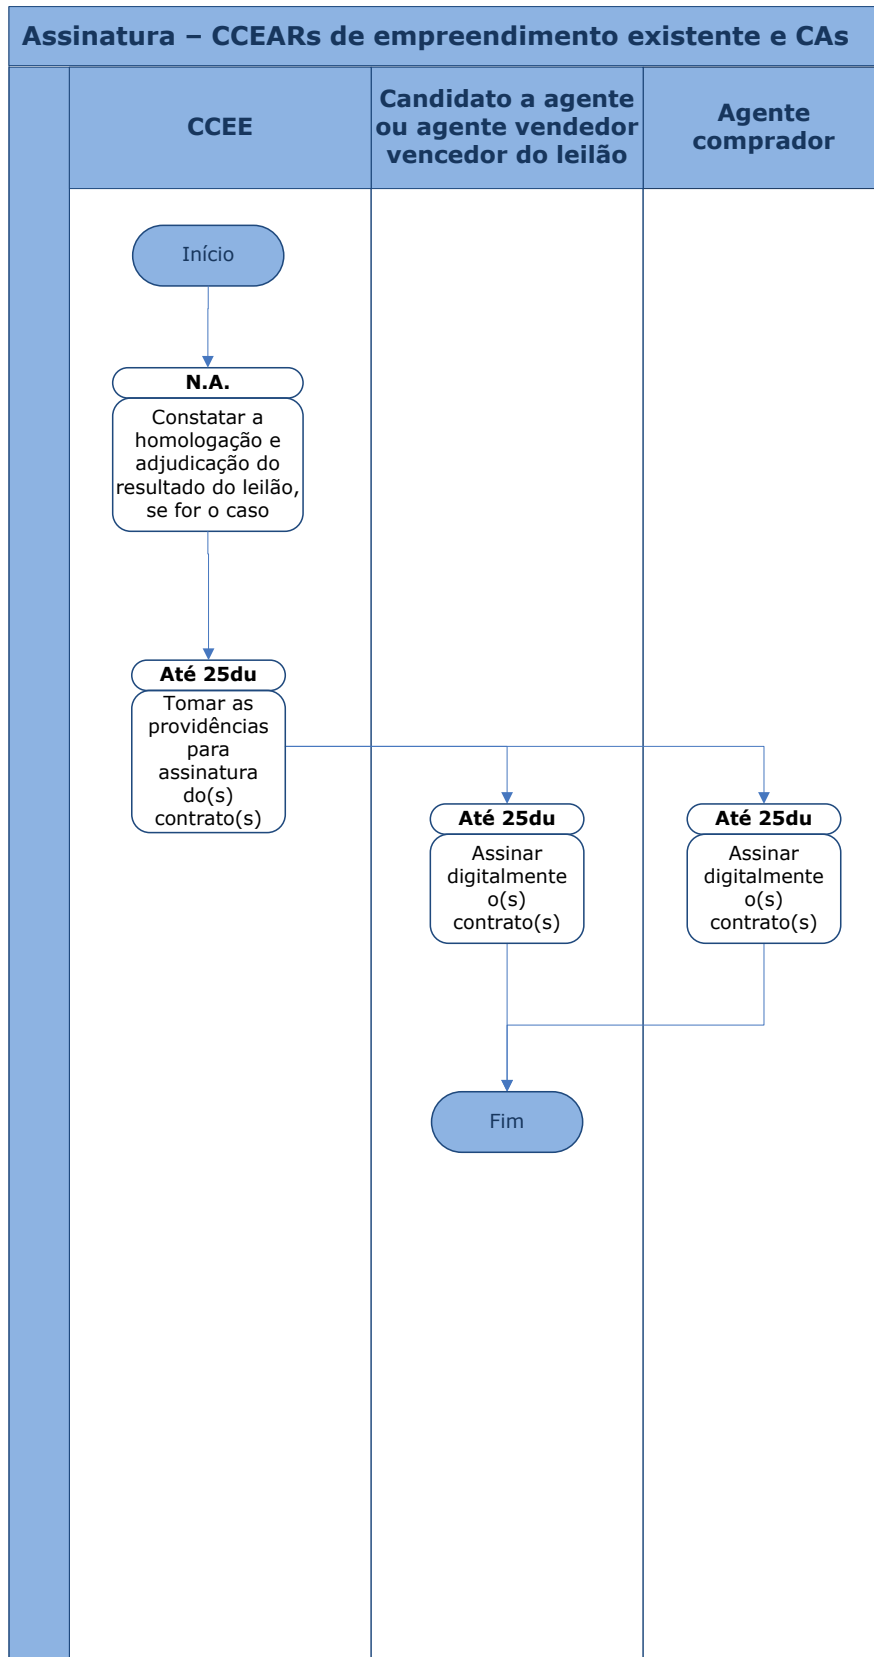 Assinatura – CCEARs de empreendimento existente e CAs
CCEE
Candidato a agente
ou agente vendedor
vencedor do leilão
Agente
comprador
Início
N.A.
Constatar a
homologação e
adjudicação do
resultado do leilão,
se for o caso
Até 25du
Tomar as
providências
para
assinatura
do(s)
contrato(s)
Até 25du
Assinar
digitalmente
o(s)
contrato(s)
Até 25du
Assinar
digitalmente
o(s)
contrato(s)
Fim